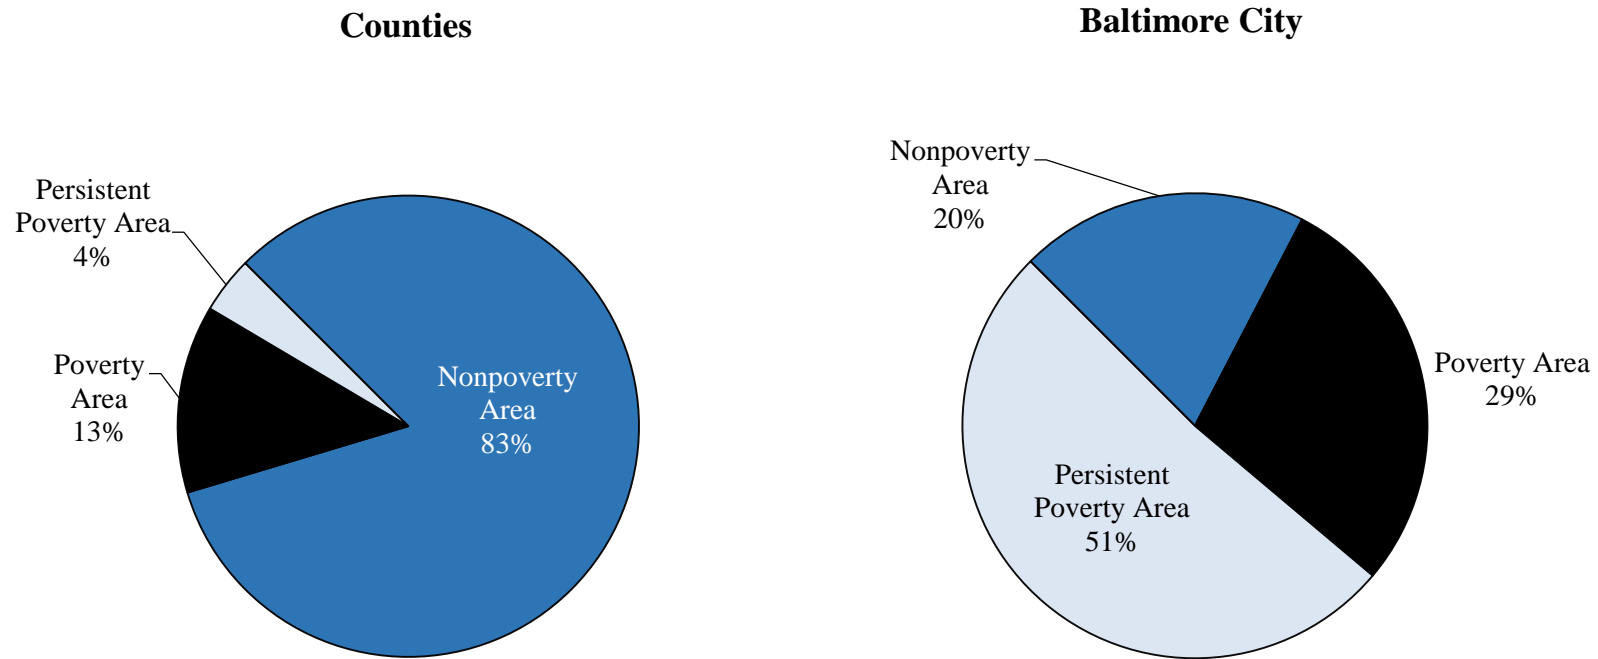 Counties
Persistent
Poverty Area
4%
Poverty
Area
13%
Nonpoverty
Area
83%
Baltimore City
Nonpoverty
Area
20%
Poverty Area
29%
Persistent
Poverty Area
51%